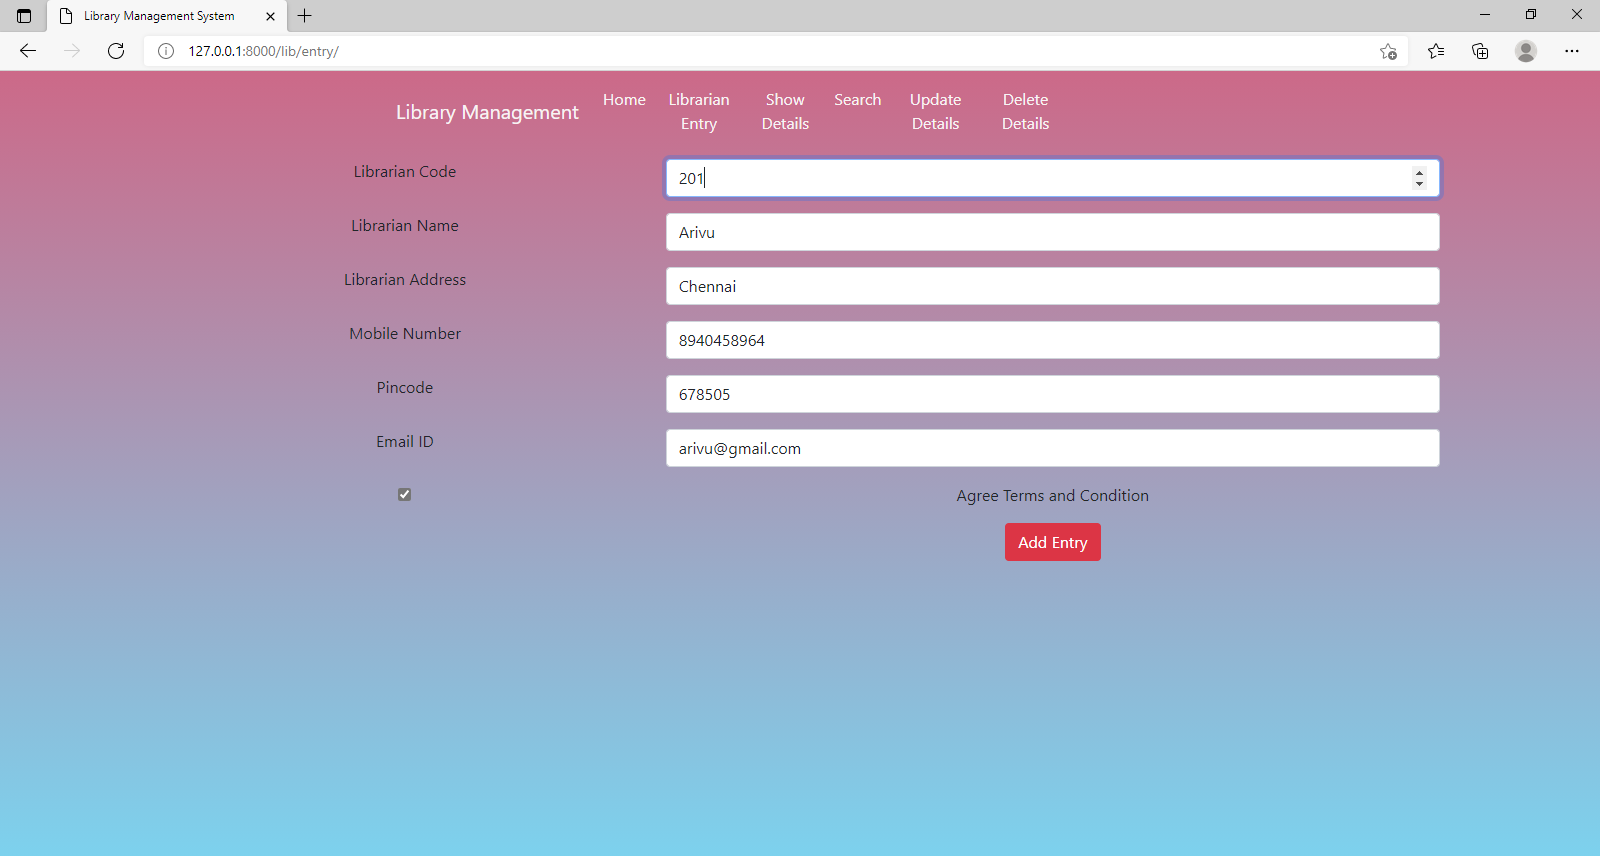 Library Management System
127.0.0.1:8000/lib/entry/
Library Management
Home
Librarian
Entry
Show
Details
Search
Update
Details
Delete
Details
Librarian Code
201
Librarian Name
Arivu
Librarian Address
Chennai
Mobile Number
8940458964
Pincode
678505
Email ID
arivu@gmail.com
Agree Terms and Condition
Add Entry